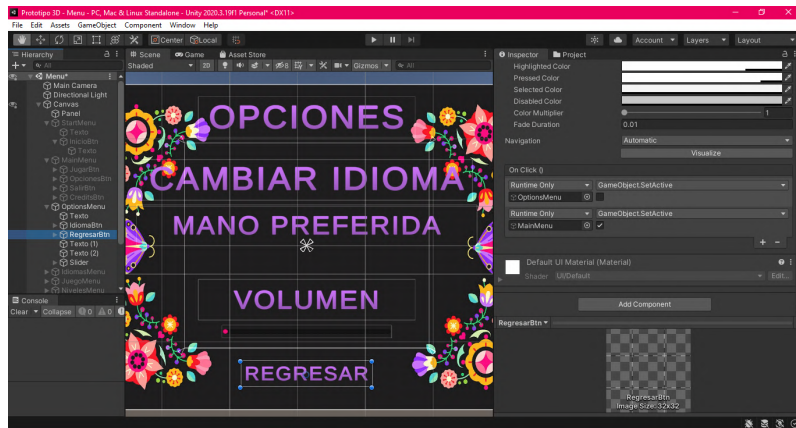 Prototipo 3D - Menu - PC, Mac & Linux Standalone - Unity 2020.3.19f1 Personal* <DX11>
File Edit Assets GameObject Component Window Help
Center Local
Account Layers Layout
Hierarchy
Scene Game Asset Store
Inspector Project
All
Shaded 2D 8 Gizmos All
Menu*
Main Camera
Directional Light
Canvas
Panel
StartMenu
Texto
InicioBtn
Texto
MainMenu
JugarBtn
OpcionesBtn
SalirBtn
CreditsBtn
OptionsMenu
Texto
IdiomaBtn
RegresarBtn
Texto (1)
Texto (2)
Slider
IdiomesMenu
JuegoMenu
NivelesMenu
Console
Clear Collapse 0 0 0
OPCIONES
CAMBIAR IDIOMA
MANO PREFERIDA
VOLUMEN
REGRESAR
Highlighted Color
Pressed Color
Selected Color
Disabled Color
Color Multiplier 1
Fade Duration 0.01
Navigation Automatic
Visualize
On Click ()
Runtime Only GameObject.SetActive
OptionsMenu
Runtime Only GameObject.SetActive
MainMenu
+ -
Default UI Material (Material)
Shader UI/Default Edit...
Add Component
RegresarBtn
RegresarBtn
Image Size: 32x32